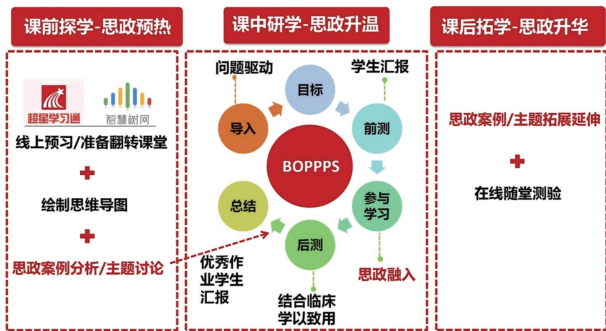 课前探学-思政预热
课中研学-思政升温
课后拓学-思政升华
超星学习通
智慧树网
线上预习/准备翻转课堂
+
绘制思维导图
+
思政案例分析/主题讨论
问题驱动
学生汇报
目标
导入
前测
BOPPPS
总结
参与
学习
后测
优秀作
业学生
汇报
思政融入
结合临床
学以致用
思政案例/主题拓展延伸
+
在线随堂测验